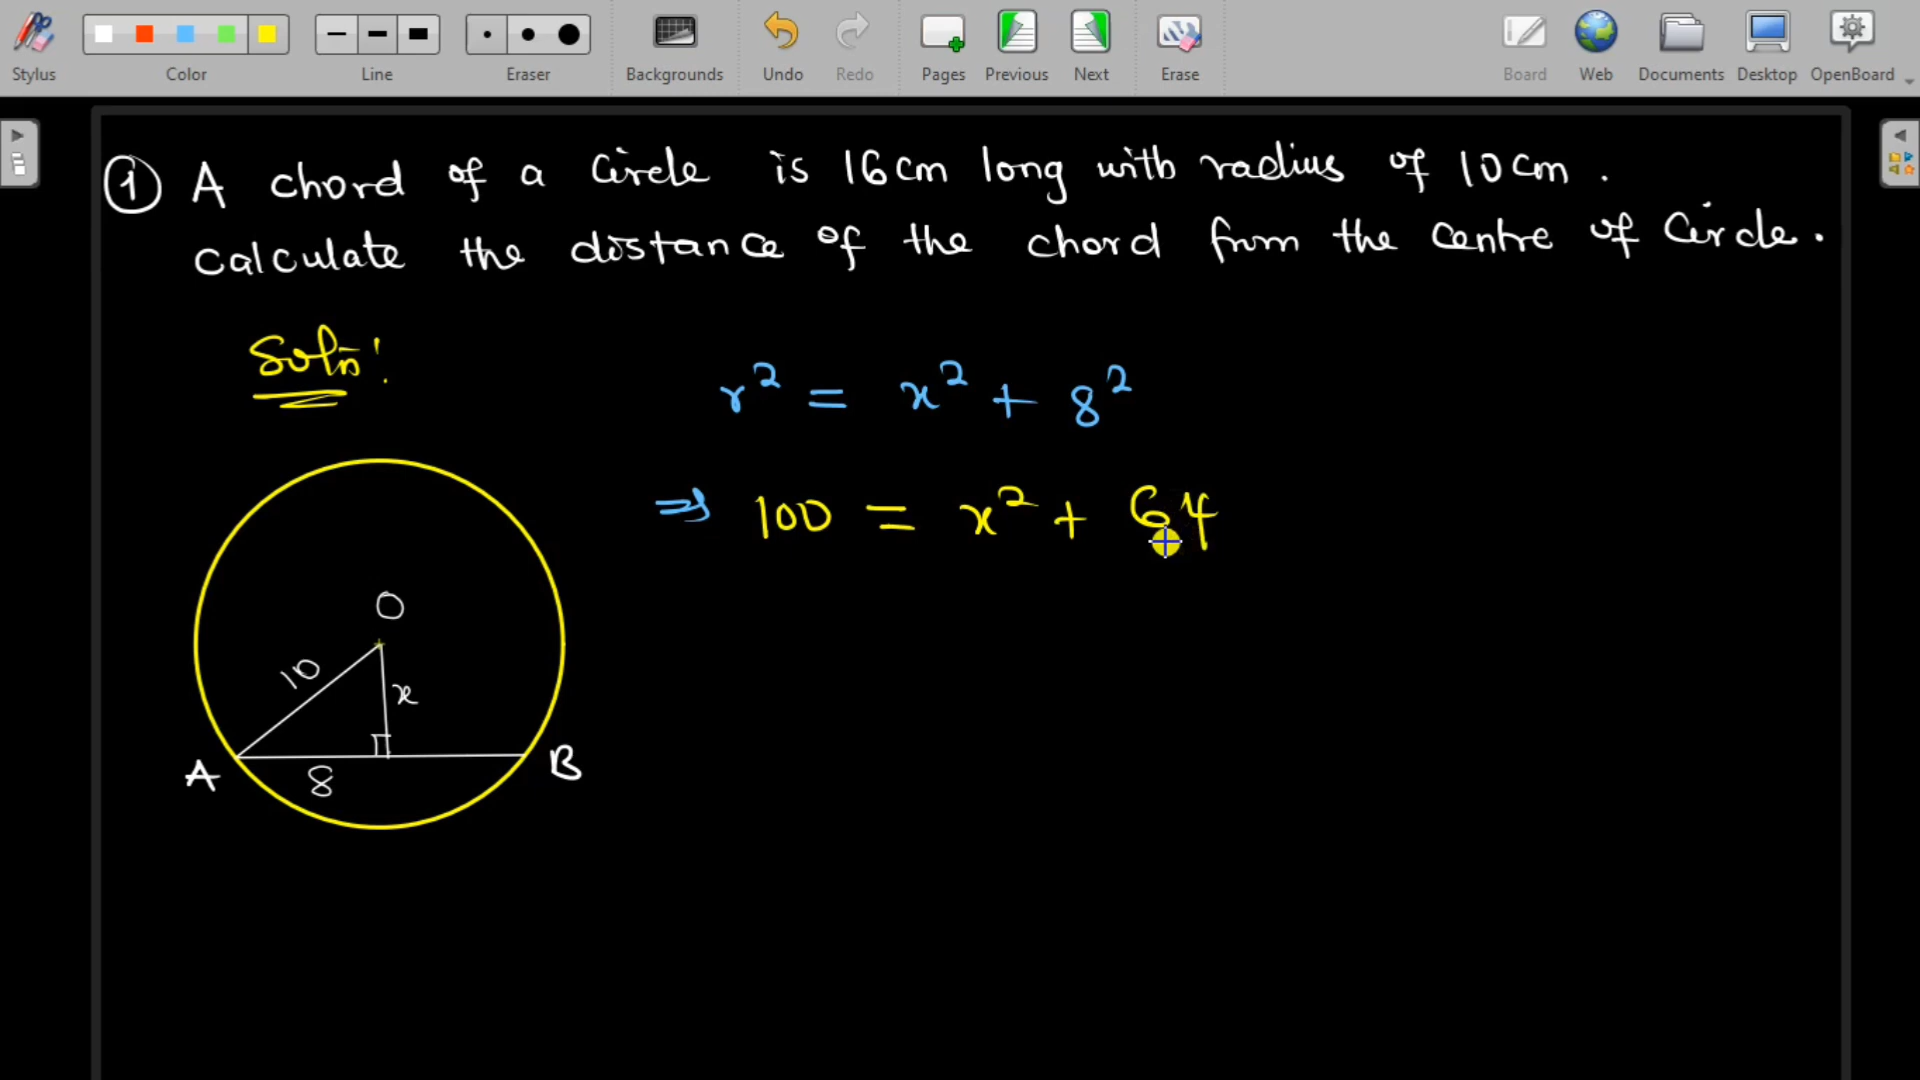 Stylus Color Line Eraser Backgrounds Undo Redo Pages Previous Next Erase Board Web Documents Desktop OpenBoard
① A chord of a Circle is 16cm long with radius of 10cm.
Calculate the distance of the chord from the centre of Circle.
Soln:
r² = x² + 8²
⇒ 100 = x² + 64
O
10
x
A
8
B